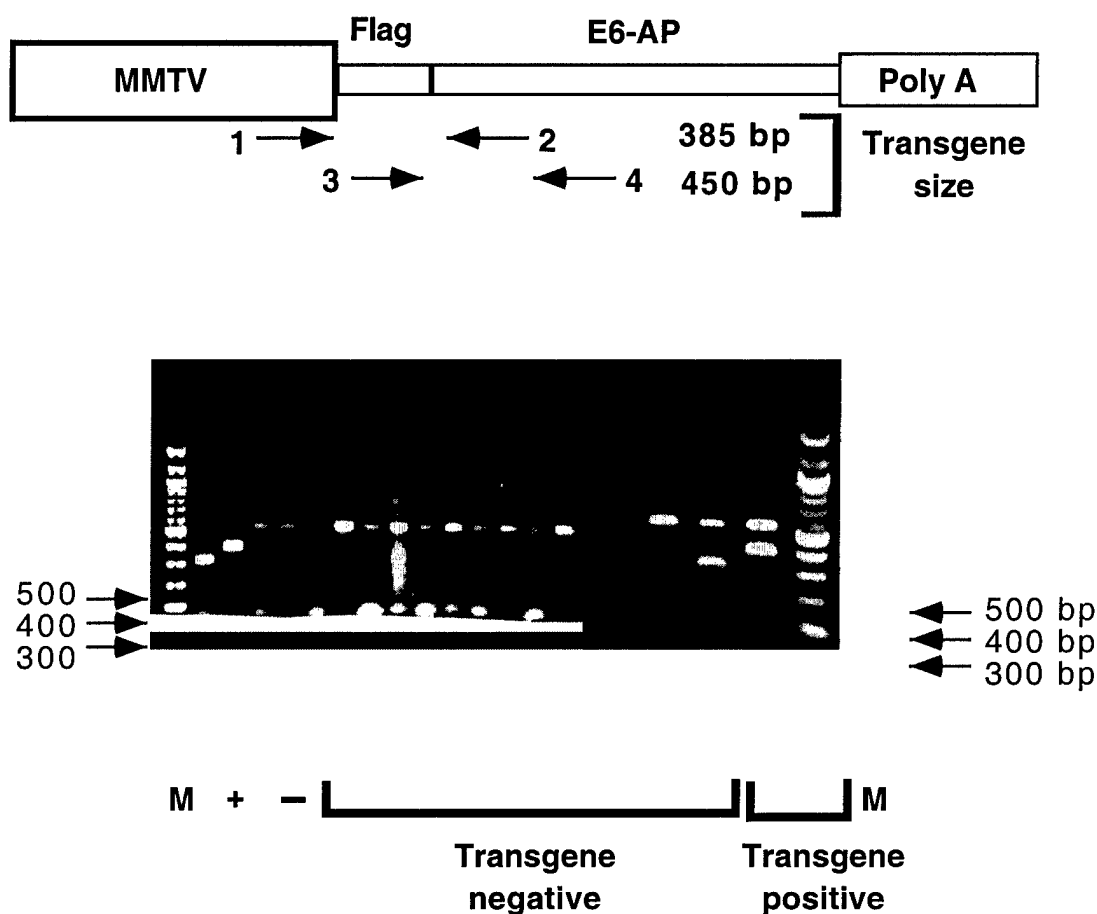 Flag E6-AP
MMTV Poly A
1 2 385 bp Transgene
3 4 450 bp size
500 500 bp
400 400 bp
300 300 bp
M + – M
Transgene Transgene
negative positive